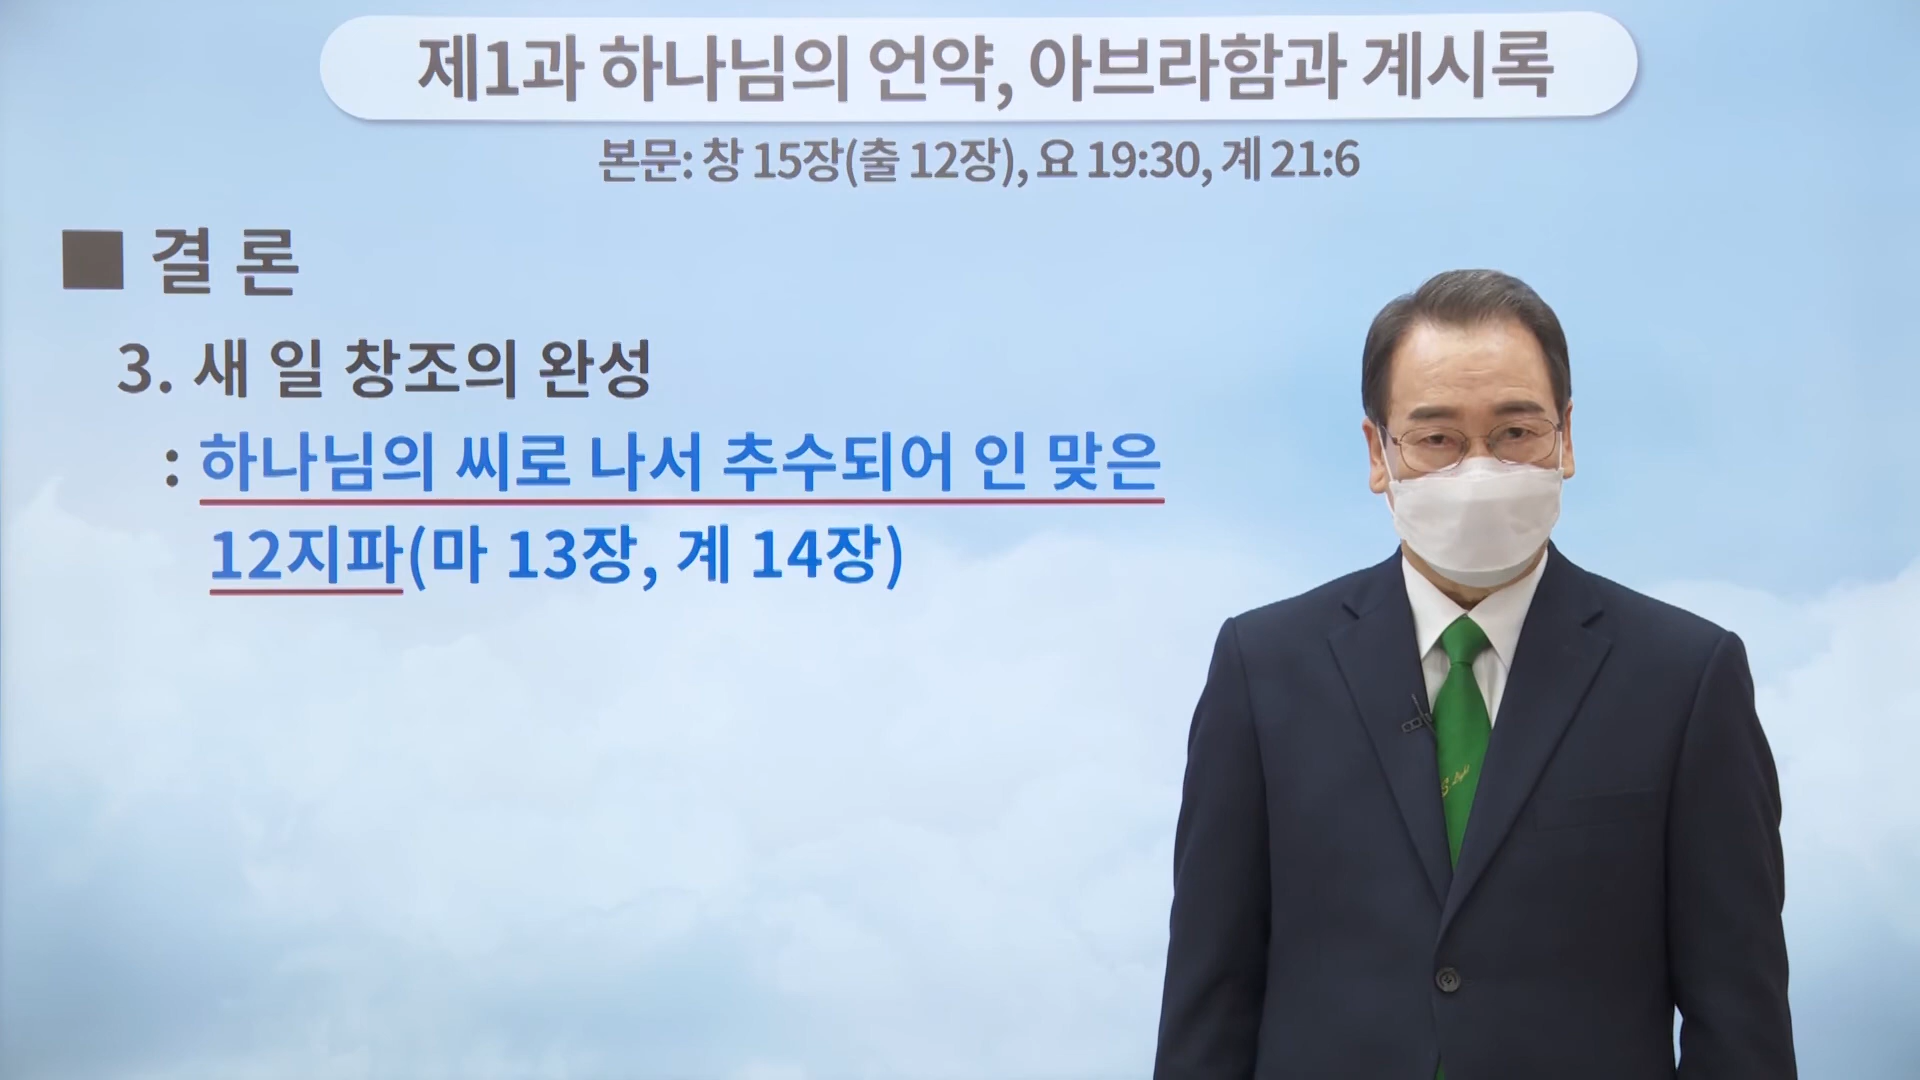 제1과 하나님의 언약, 아브라함과 계시록
본문: 창 15장(출 12장), 요 19:30, 계 21:6
■ 결 론
3. 새 일 창조의 완성
: 하나님의 씨로 나서 추수되어 인 맞은
12지파(마 13장, 계 14장)